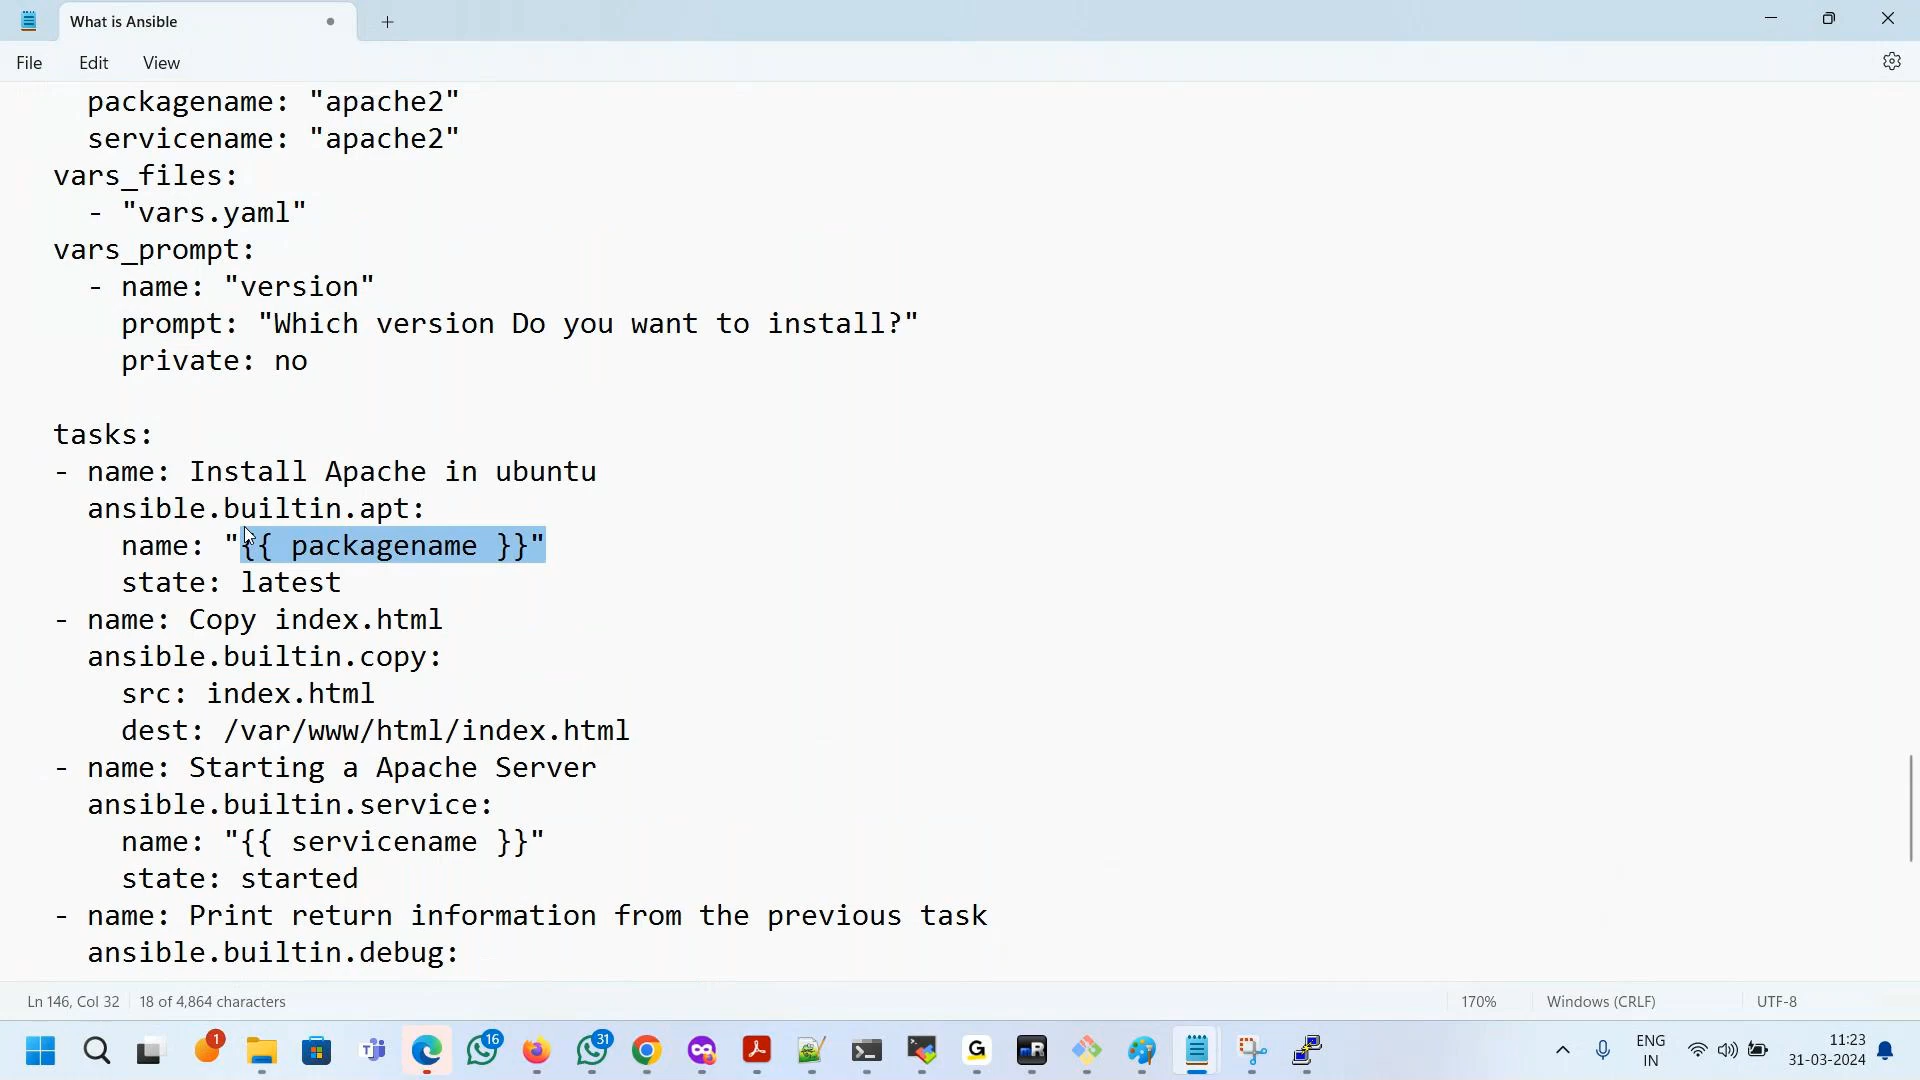 What is Ansible
File Edit View
packagename: "apache2"
servicename: "apache2"
vars_files:
- "vars.yaml"
vars_prompt:
- name: "version"
prompt: "Which version Do you want to install?"
private: no
tasks:
- name: Install Apache in ubuntu
ansible.builtin.apt:
name: "{{ packagename }}"
state: latest
- name: Copy index.html
ansible.builtin.copy:
src: index.html
dest: /var/www/html/index.html
- name: Starting a Apache Server
ansible.builtin.service:
name: "{{ servicename }}"
state: started
- name: Print return information from the previous task
ansible.builtin.debug:
Ln 146, Col 32 18 of 4,864 characters 170% Windows (CRLF) UTF-8
1 16 31 G mR ENG 11:23
IN 31-03-2024